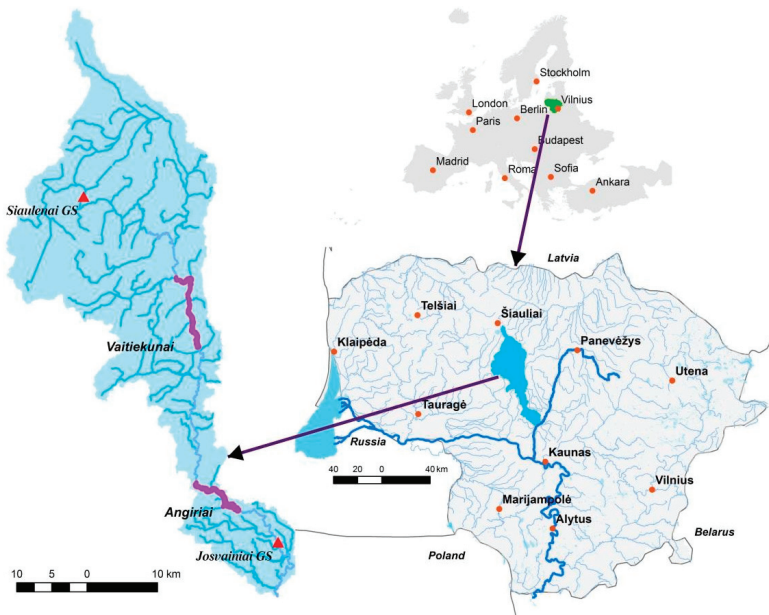 Stockholm
London
Vilnius
Berlin
Paris
Budapest
Madrid
Roma
Sofia
Ankara
Siaulenai GS
Vaitiekunai
Angiriai
Josvainiai GS
10 5 0 10 km
Latvia
Telšiai
Šiauliai
Klaipėda
Panevėžys
Utena
Tauragė
Russia
Kaunas
40 20 0 40 km
Vilnius
Marijampolė
Alytus
Belarus
Poland